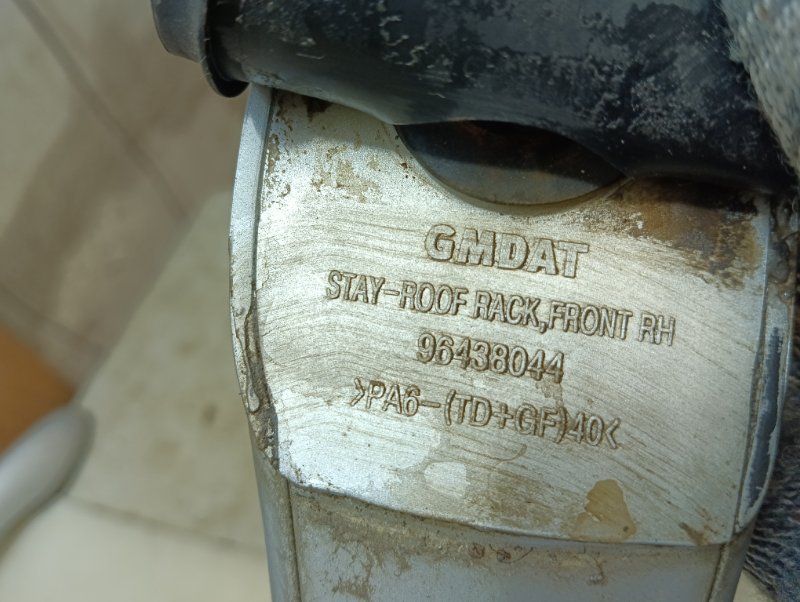 GMDAT
STAY-ROOF RACK,FRONT RH
96438044
>PA6-(TD+GF)40<